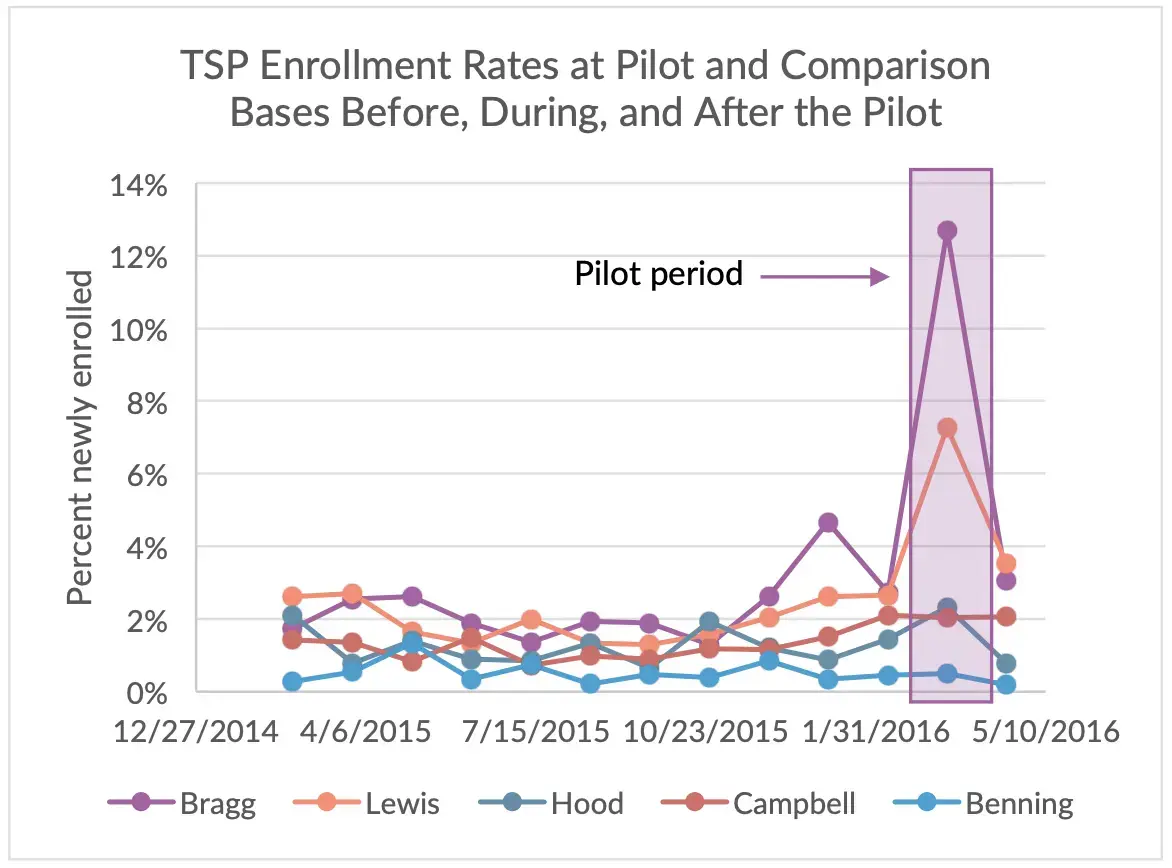 TSP Enrollment Rates at Pilot and Comparison
Bases Before, During, and After the Pilot
14%
12%
10%
8%
6%
4%
2%
0%
Percent newly enrolled
Pilot period
12/27/2014 4/6/2015 7/15/2015 10/23/2015 1/31/2016 5/10/2016
Bragg Lewis Hood Campbell Benning